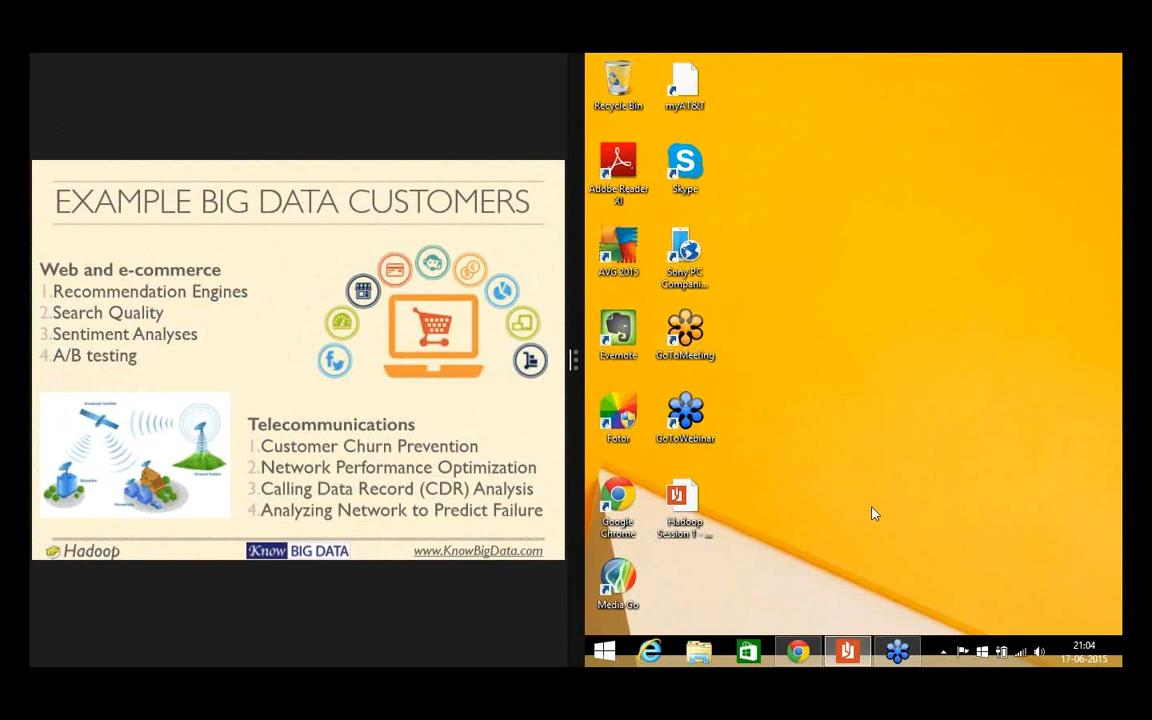 EXAMPLE BIG DATA CUSTOMERS
Web and e-commerce
1.Recommendation Engines
2.Search Quality
3.Sentiment Analyses
4.A/B testing
Telecommunications
1.Customer Churn Prevention
2.Network Performance Optimization
3.Calling Data Record (CDR) Analysis
4.Analyzing Network to Predict Failure
Hadoop
Know BIG DATA
www.KnowBigData.com
Recycle Bin
myAT&T
Adobe Reader
XI
Skype
AVG 2015
Sony PC
Compani...
Evernote
GoToMeeting
Fotor
GoToWebinar
Google
Chrome
Hadoop
Session 1 - ...
Media Go
21:04
17-06-2015